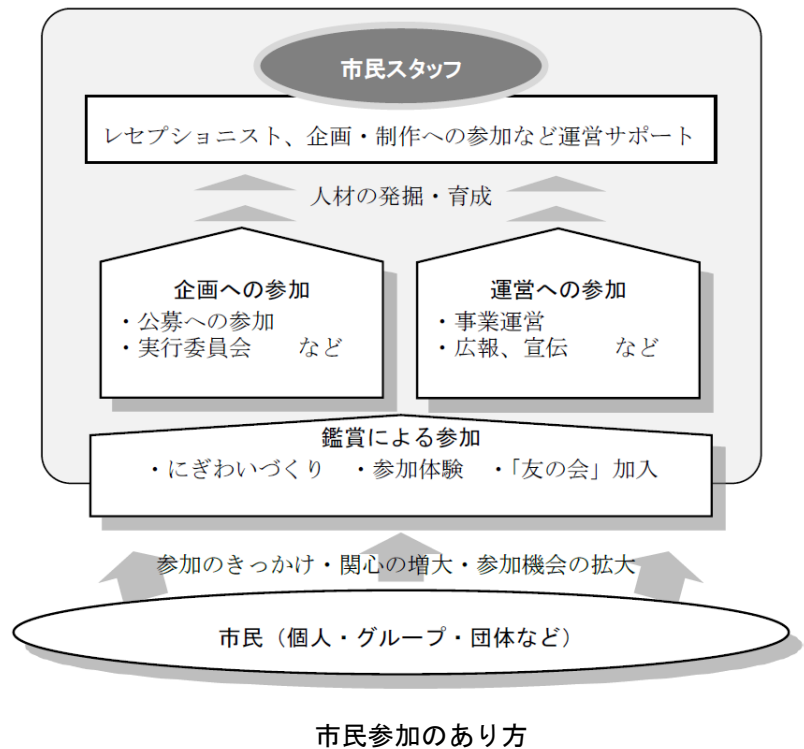 市民スタッフ
レセプショニスト、企画・制作への参加など運営サポート
人材の発掘・育成
企画への参加
・公募への参加
・実行委員会　　など
運営への参加
・事業運営
・広報、宣伝　　など
鑑賞による参加
・にぎわいづくり　・参加体験　・「友の会」加入
参加のきっかけ・関心の増大・参加機会の拡大
市民（個人・グループ・団体など）
市民参加のあり方